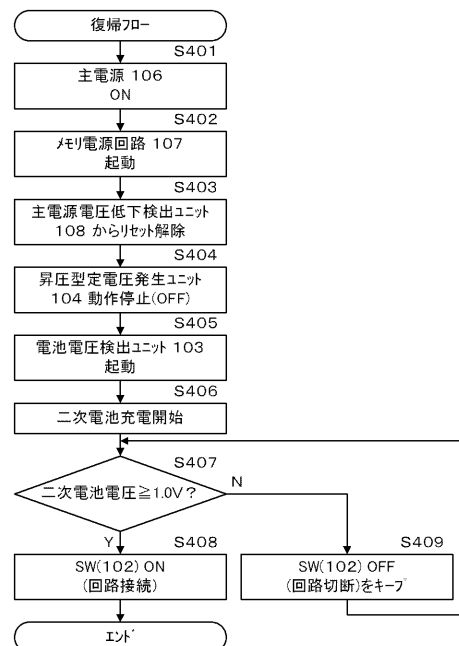 復帰フロー
S401
主電源 106
ON
S402
メモリ電源回路 107
起動
S403
主電源電圧低下検出ユニット
108 からリセット解除
S404
昇圧型定電圧発生ユニット
104 動作停止(OFF)
S405
電池電圧検出ユニット 103
起動
S406
二次電池充電開始
S407
二次電池電圧≧1.0V?
N
Y
S408
SW(102) ON
(回路接続)
S409
SW(102) OFF
(回路切断)をキープ
エンド